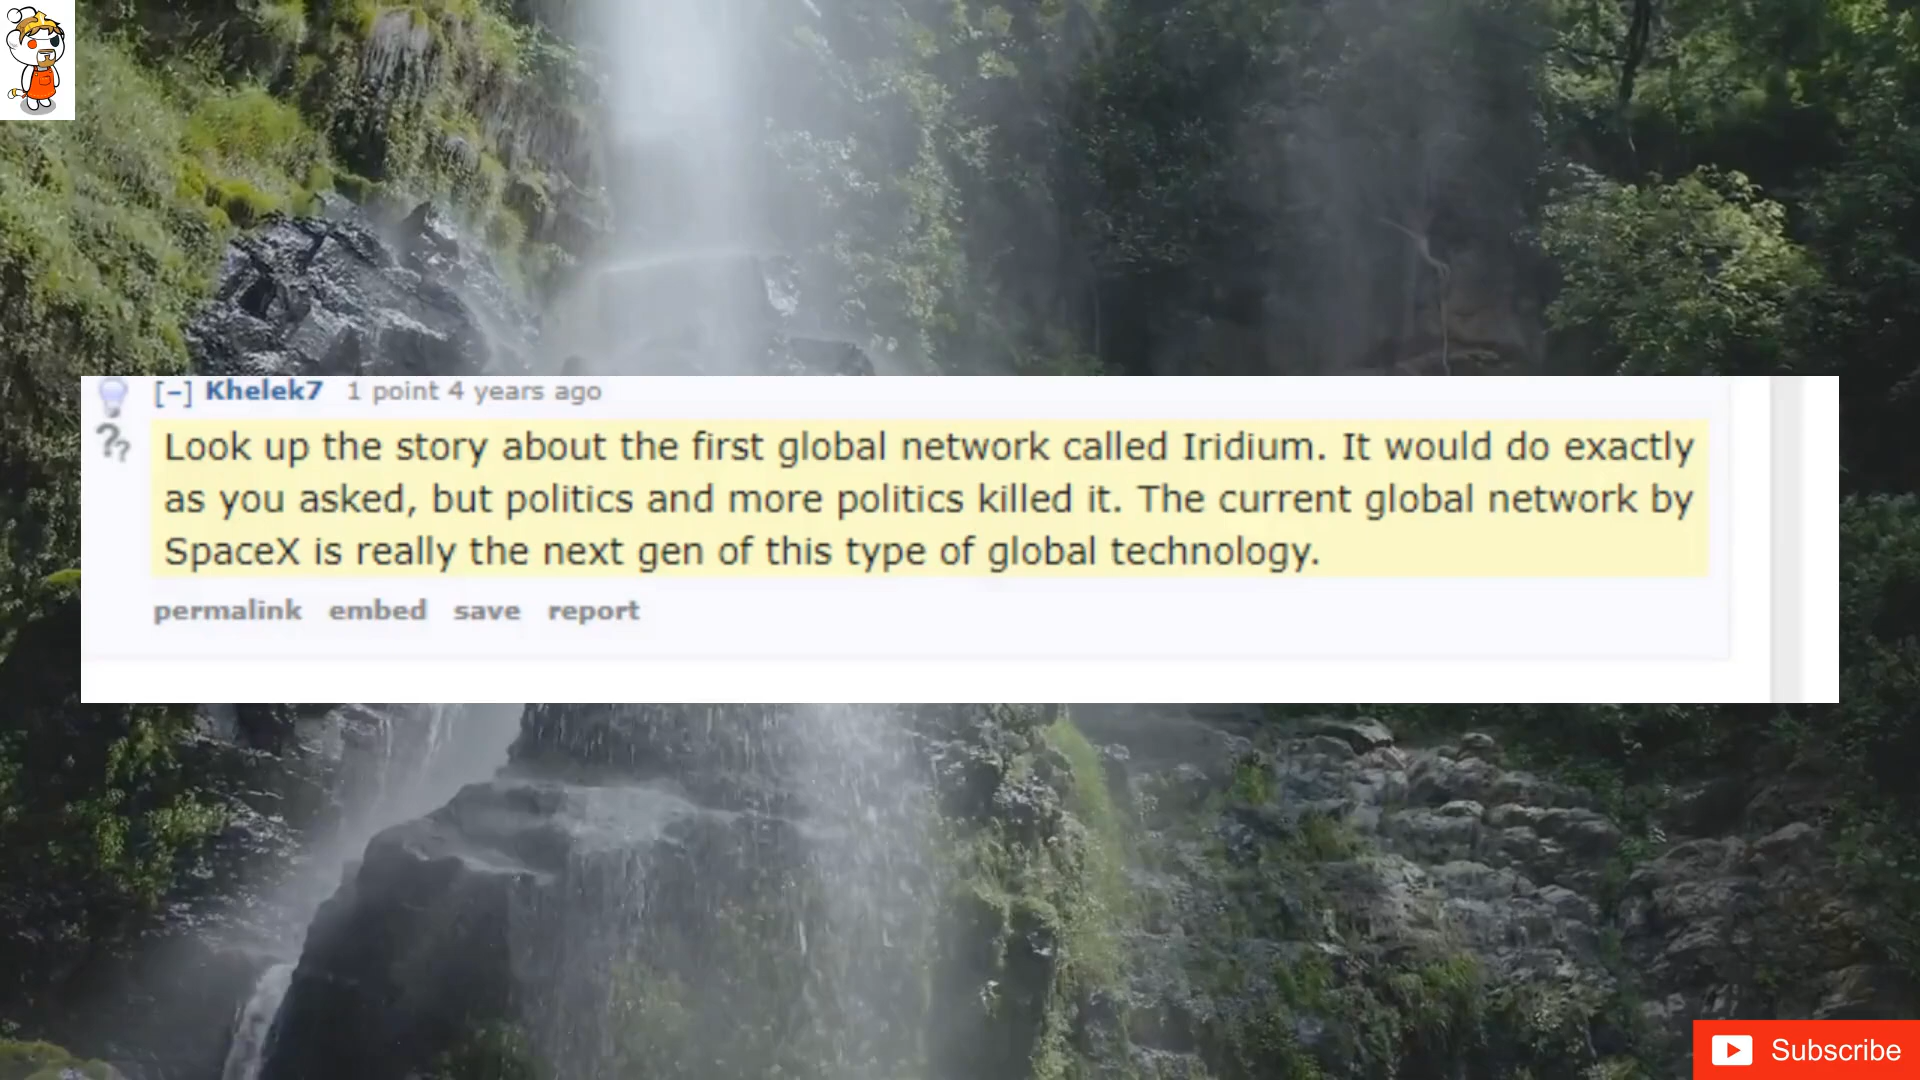 [–] Khelek7 1 point 4 years ago
??
Look up the story about the first global network called Iridium. It would do exactly
as you asked, but politics and more politics killed it. The current global network by
SpaceX is really the next gen of this type of global technology.
permalink embed save report
Subscribe